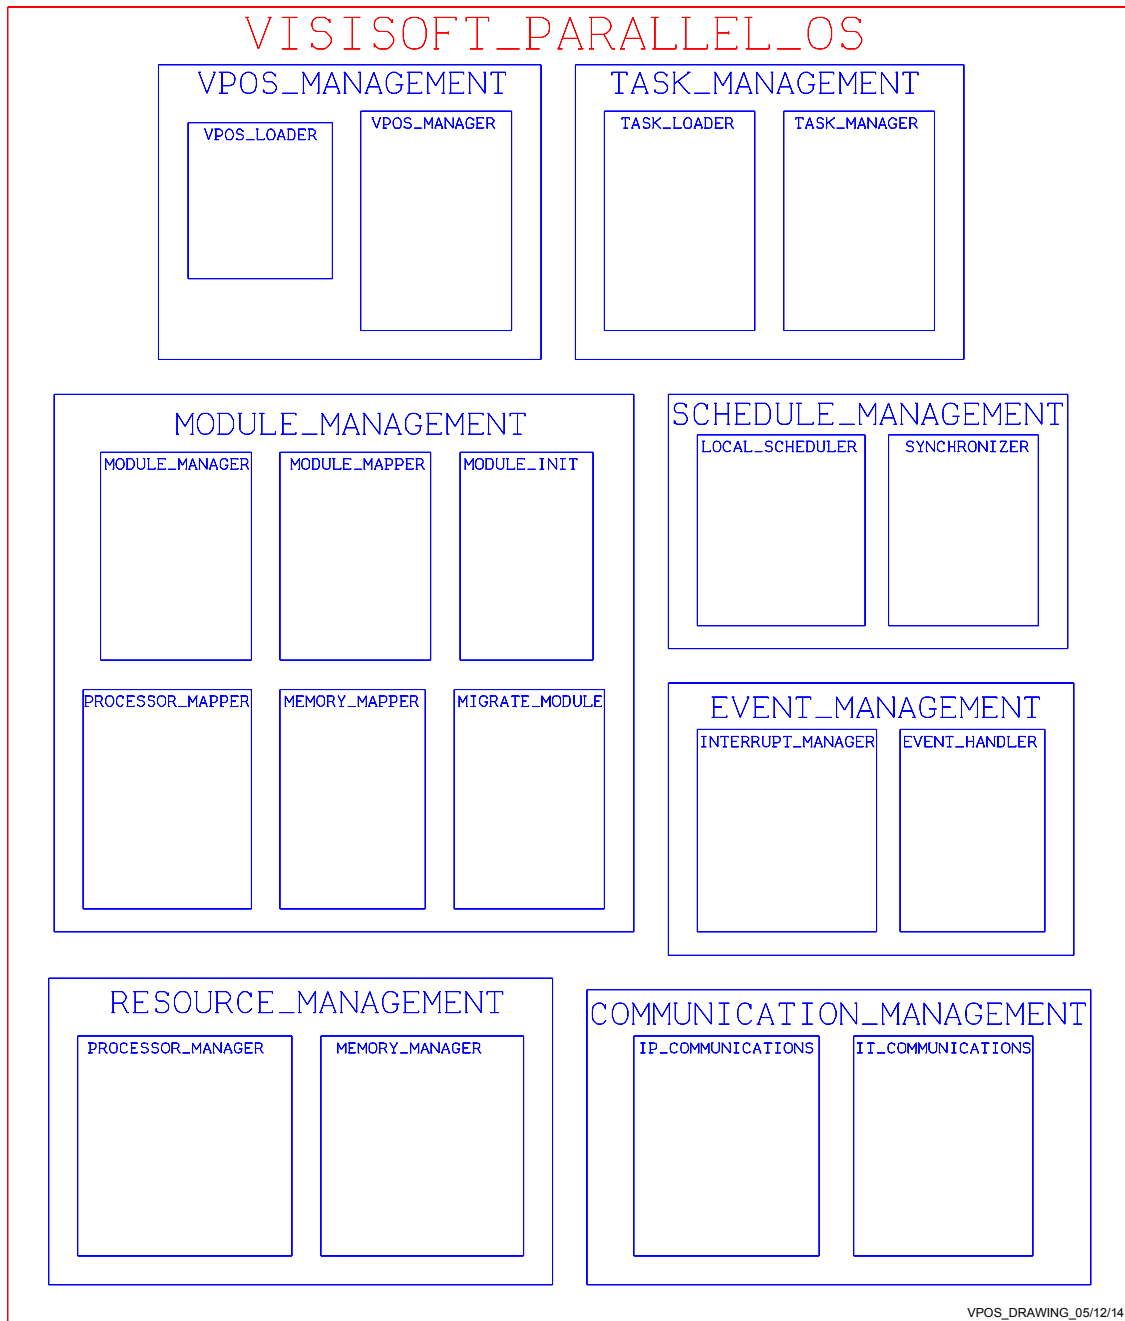 VISISOFT_PARALLEL_OS
VPOS_MANAGEMENT
VPOS_LOADER
VPOS_MANAGER
TASK_MANAGEMENT
TASK_LOADER
TASK_MANAGER
MODULE_MANAGEMENT
MODULE_MANAGER
MODULE_MAPPER
MODULE_INIT
PROCESSOR_MAPPER
MEMORY_MAPPER
MIGRATE_MODULE
SCHEDULE_MANAGEMENT
LOCAL_SCHEDULER
SYNCHRONIZER
EVENT_MANAGEMENT
INTERRUPT_MANAGER
EVENT_HANDLER
RESOURCE_MANAGEMENT
PROCESSOR_MANAGER
MEMORY_MANAGER
COMMUNICATION_MANAGEMENT
IP_COMMUNICATIONS
IT_COMMUNICATIONS
VPOS_DRAWING_05/12/14